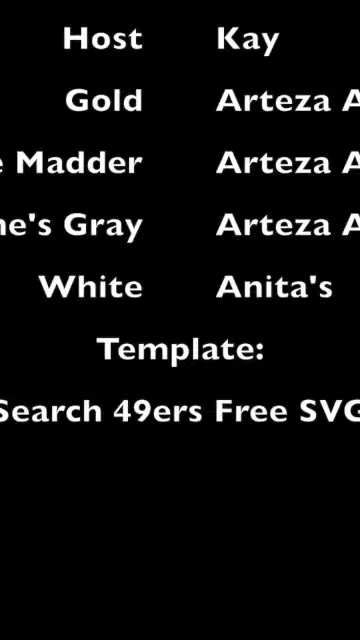 Host Kay
Gold Arteza A
e Madder Arteza A
ne's Gray Arteza A
White Anita's
Template:
Search 49ers Free SVG